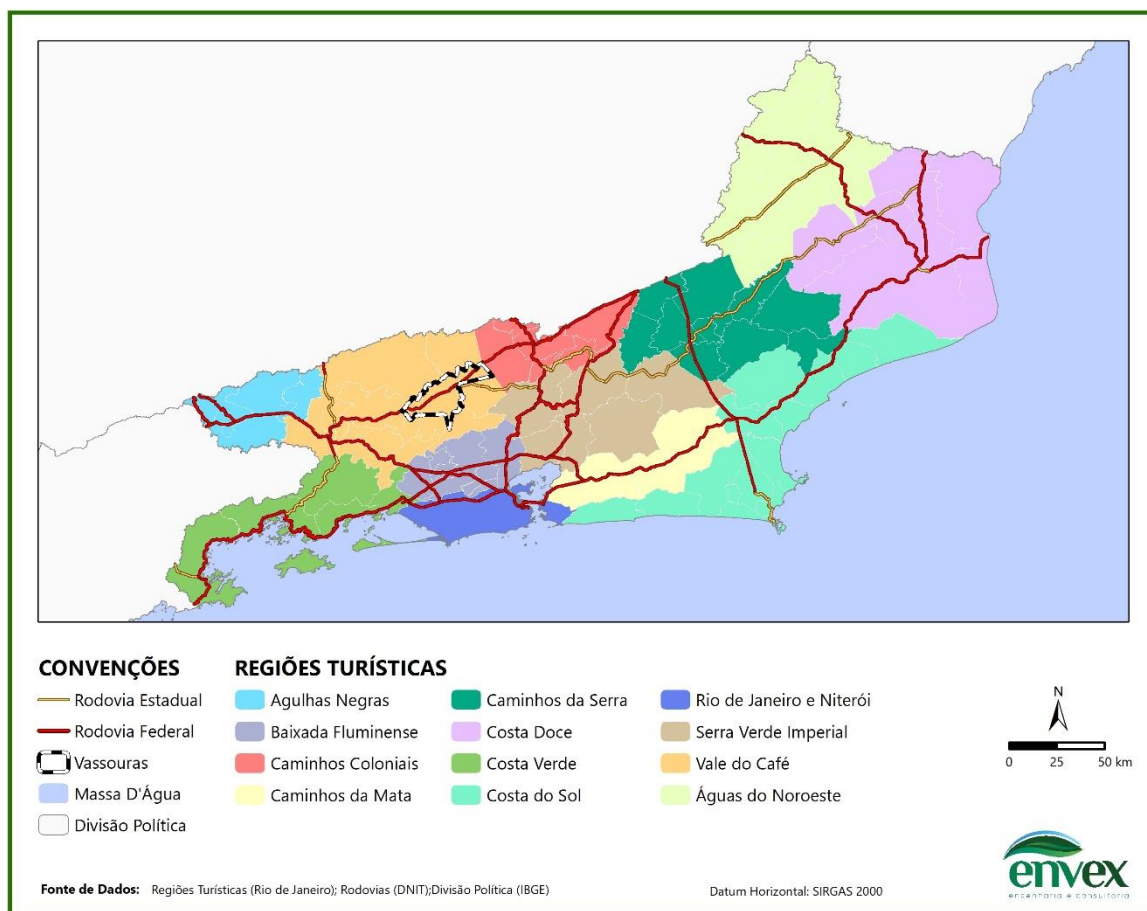 CONVENÇÕES
Rodovia Estadual
Rodovia Federal
Vassouras
Massa D'Água
Divisão Política
REGIÕES TURÍSTICAS
Agulhas Negras
Baixada Fluminense
Caminhos Coloniais
Caminhos da Mata
Caminhos da Serra
Costa Doce
Costa Verde
Costa do Sol
Rio de Janeiro e Niterói
Serra Verde Imperial
Vale do Café
Águas do Noroeste
N
0 25 50 km
Fonte de Dados: Regiões Turísticas (Rio de Janeiro); Rodovias (DNIT);Divisão Política (IBGE)
Datum Horizontal: SIRGAS 2000
envex
engenharia e consultoria